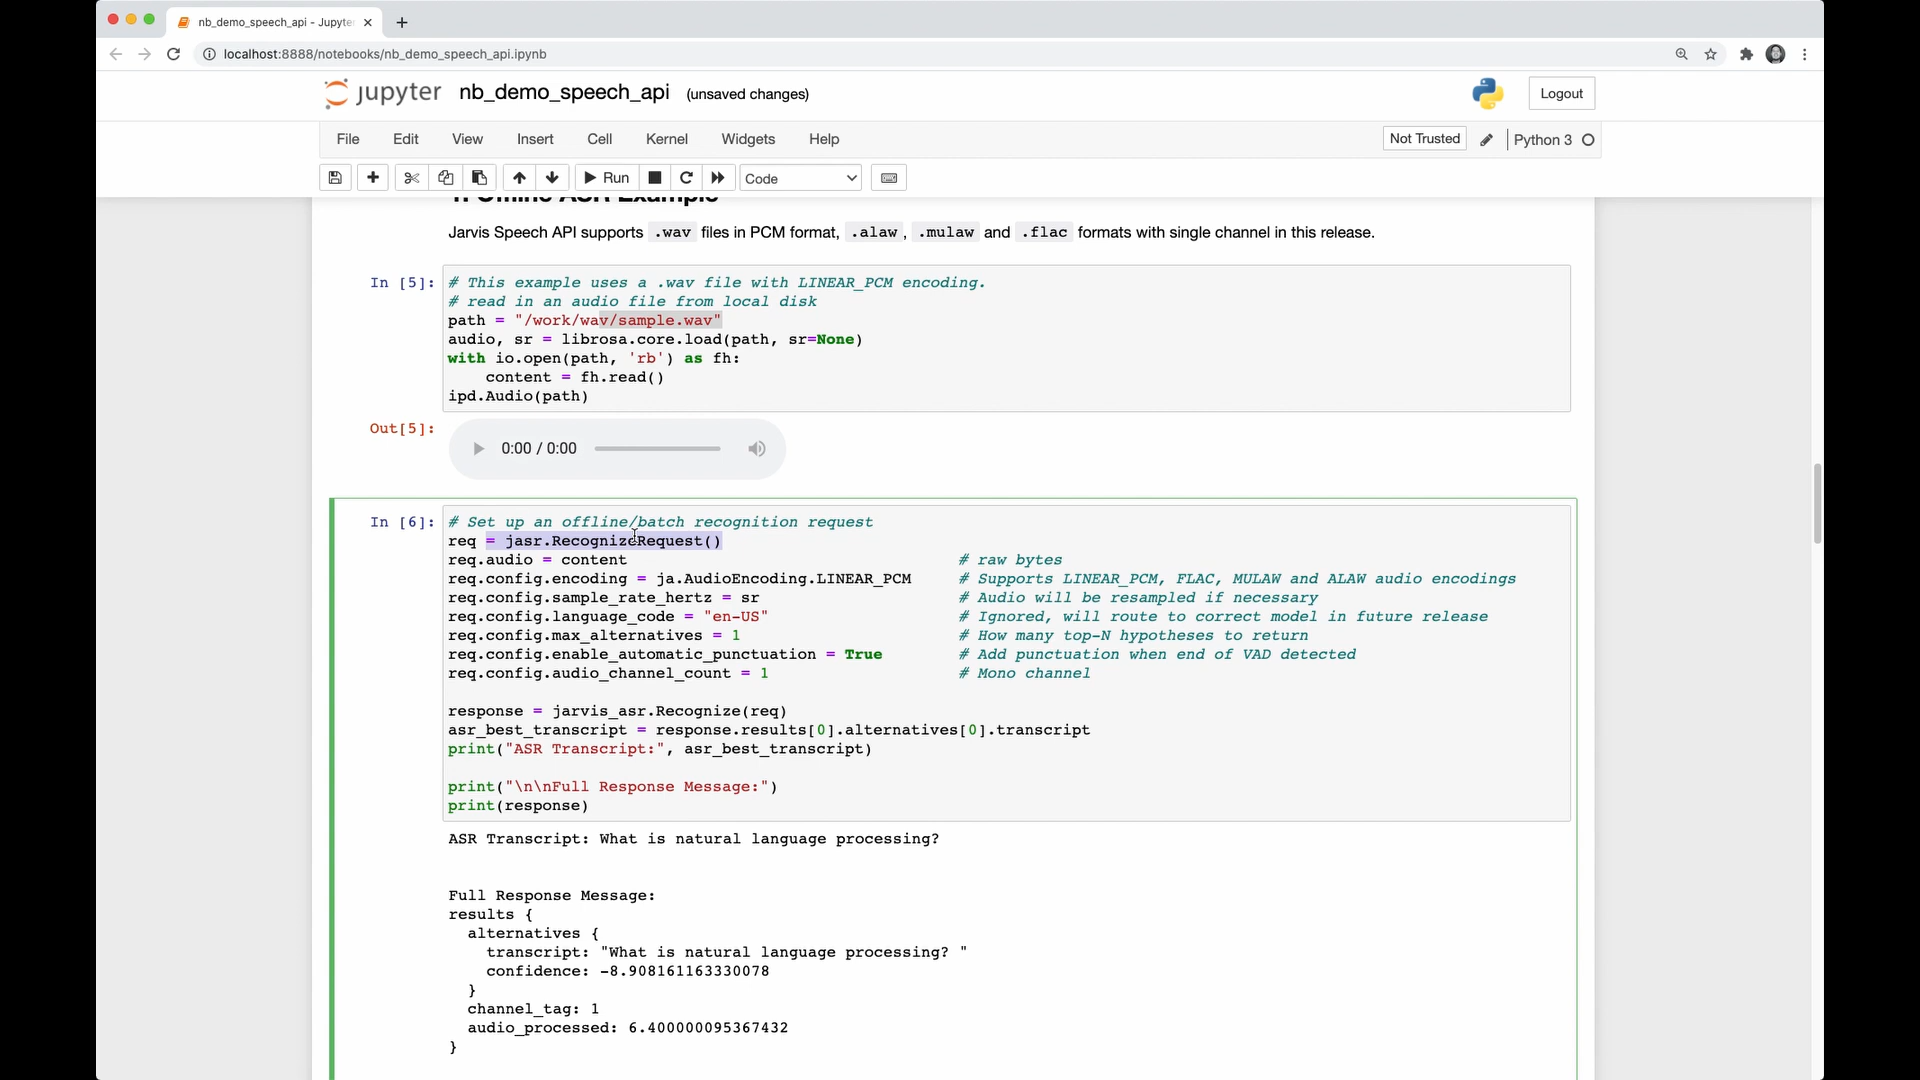 nb_demo_speech_api - Jupyte
localhost:8888/notebooks/nb_demo_speech_api.ipynb
jupyter nb_demo_speech_api (unsaved changes)
Logout
File Edit View Insert Cell Kernel Widgets Help
Not Trusted Python 3
Run Code
1. Offline ASR Example
Jarvis Speech API supports .wav files in PCM format, .alaw, .mulaw and .flac formats with single channel in this release.
In [5]:
# This example uses a .wav file with LINEAR_PCM encoding.
# read in an audio file from local disk
path = "/work/wav/sample.wav"
audio, sr = librosa.core.load(path, sr=None)
with io.open(path, 'rb') as fh:
    content = fh.read()
ipd.Audio(path)
Out[5]:
0:00 / 0:00
In [6]:
# Set up an offline/batch recognition request
req = jasr.RecognizeRequest()
req.audio = content # raw bytes
req.config.encoding = ja.AudioEncoding.LINEAR_PCM # Supports LINEAR_PCM, FLAC, MULAW and ALAW audio encodings
req.config.sample_rate_hertz = sr # Audio will be resampled if necessary
req.config.language_code = "en-US" # Ignored, will route to correct model in future release
req.config.max_alternatives = 1 # How many top-N hypotheses to return
req.config.enable_automatic_punctuation = True # Add punctuation when end of VAD detected
req.config.audio_channel_count = 1 # Mono channel
response = jarvis_asr.Recognize(req)
asr_best_transcript = response.results[0].alternatives[0].transcript
print("ASR Transcript:", asr_best_transcript)
print("\n\nFull Response Message:")
print(response)
ASR Transcript: What is natural language processing?
Full Response Message:
results {
  alternatives {
    transcript: "What is natural language processing? "
    confidence: -8.908161163330078
  }
  channel_tag: 1
  audio_processed: 6.400000095367432
}